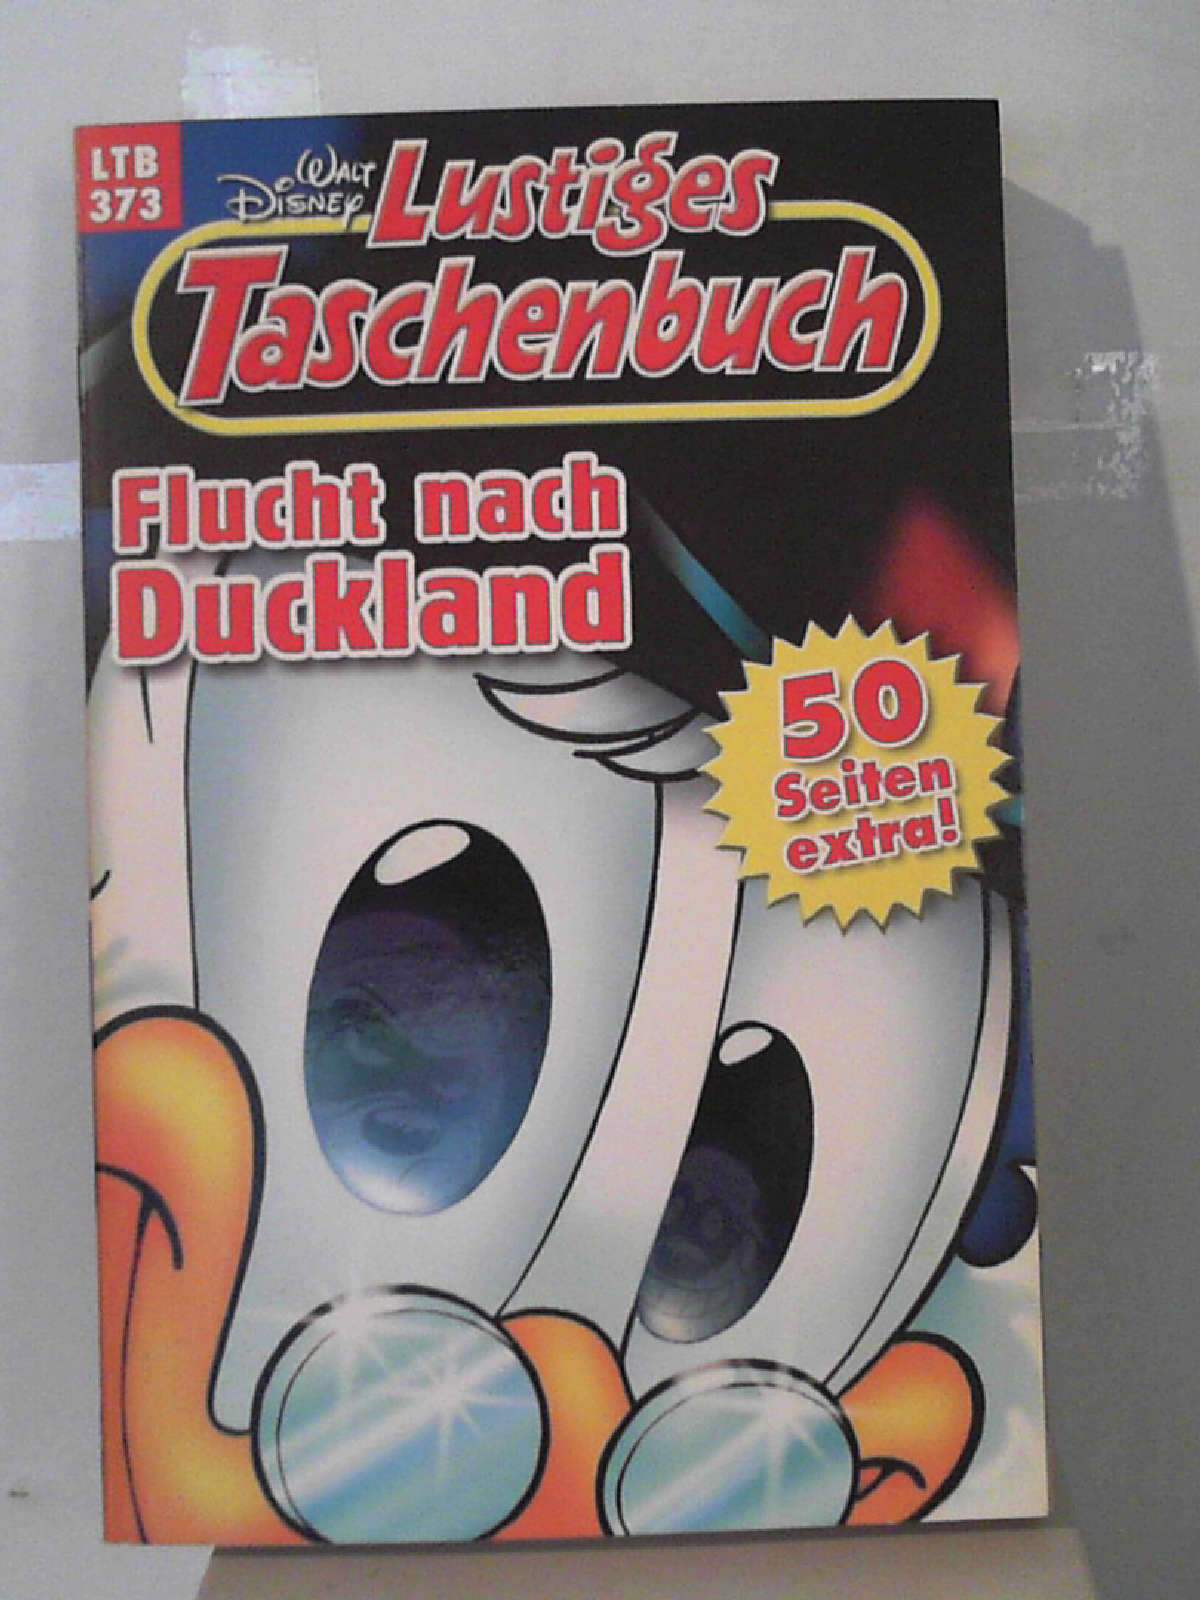 LTB
373
Walt
Disney
Lustiges
Taschenbuch
Flucht nach
Duckland
50
Seiten
extra!